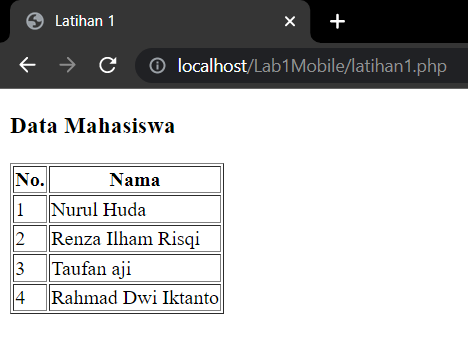 Latihan 1
localhost/Lab1Mobile/latihan1.php
Data Mahasiswa
No. Nama
1 Nurul Huda
2 Renza Ilham Risqi
3 Taufan aji
4 Rahmad Dwi Iktanto